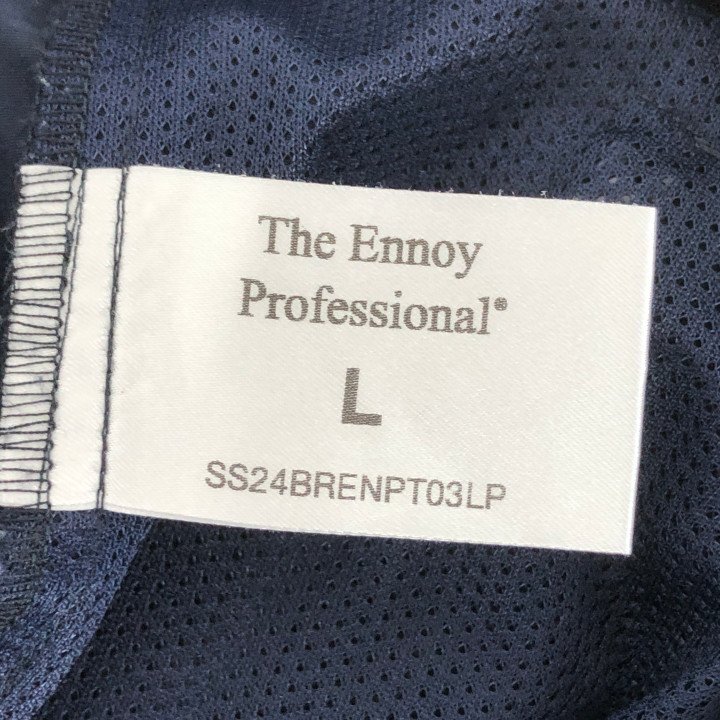 The Ennoy
Professional®
L
SS24BRENPT03LP